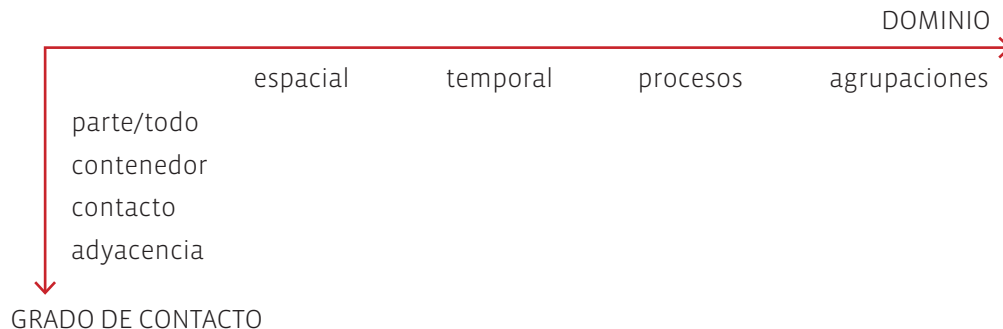 DOMINIO
espacial temporal procesos agrupaciones
parte/todo
contenedor
contacto
adyacencia
GRADO DE CONTACTO